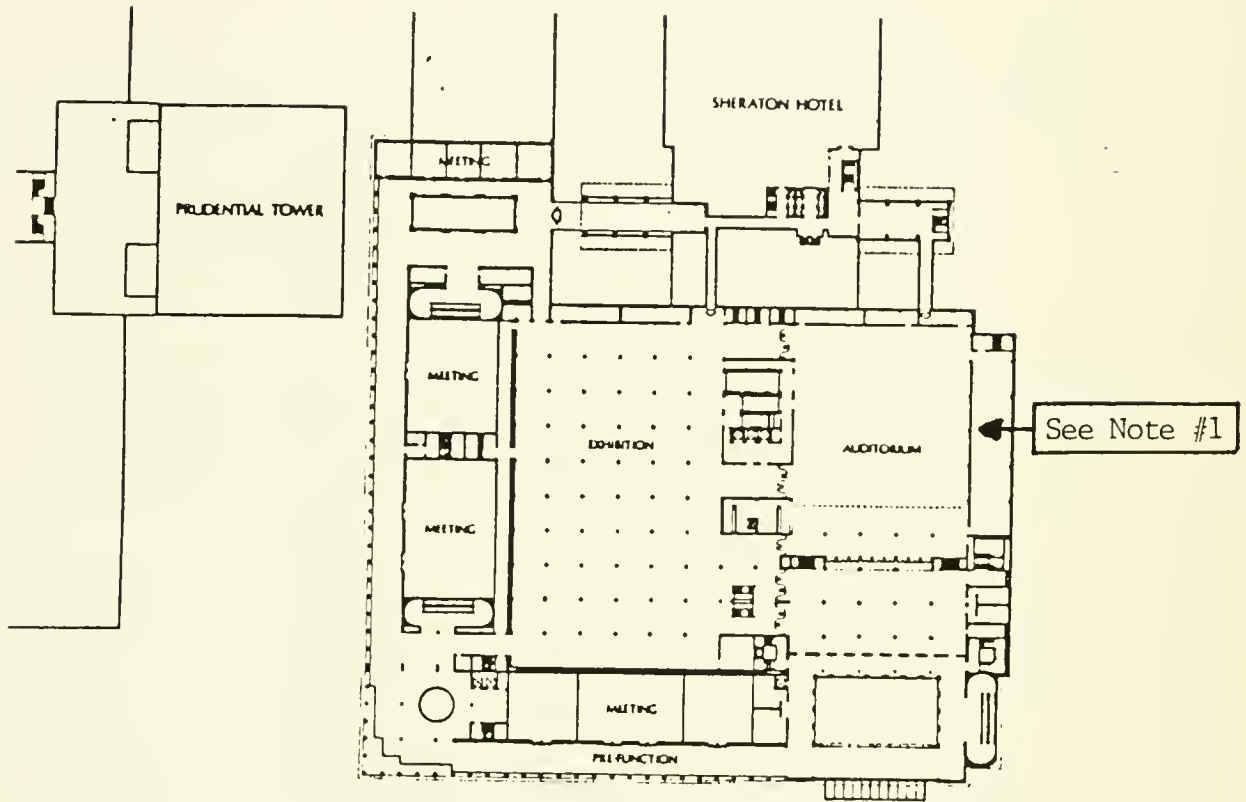 SHERATON HOTEL
MEETING
PRUDENTIAL TOWER
MEETING
EXHIBITION
AUDITORIUM
See Note #1
MEETING
MEETING
PRE-FUNCTION